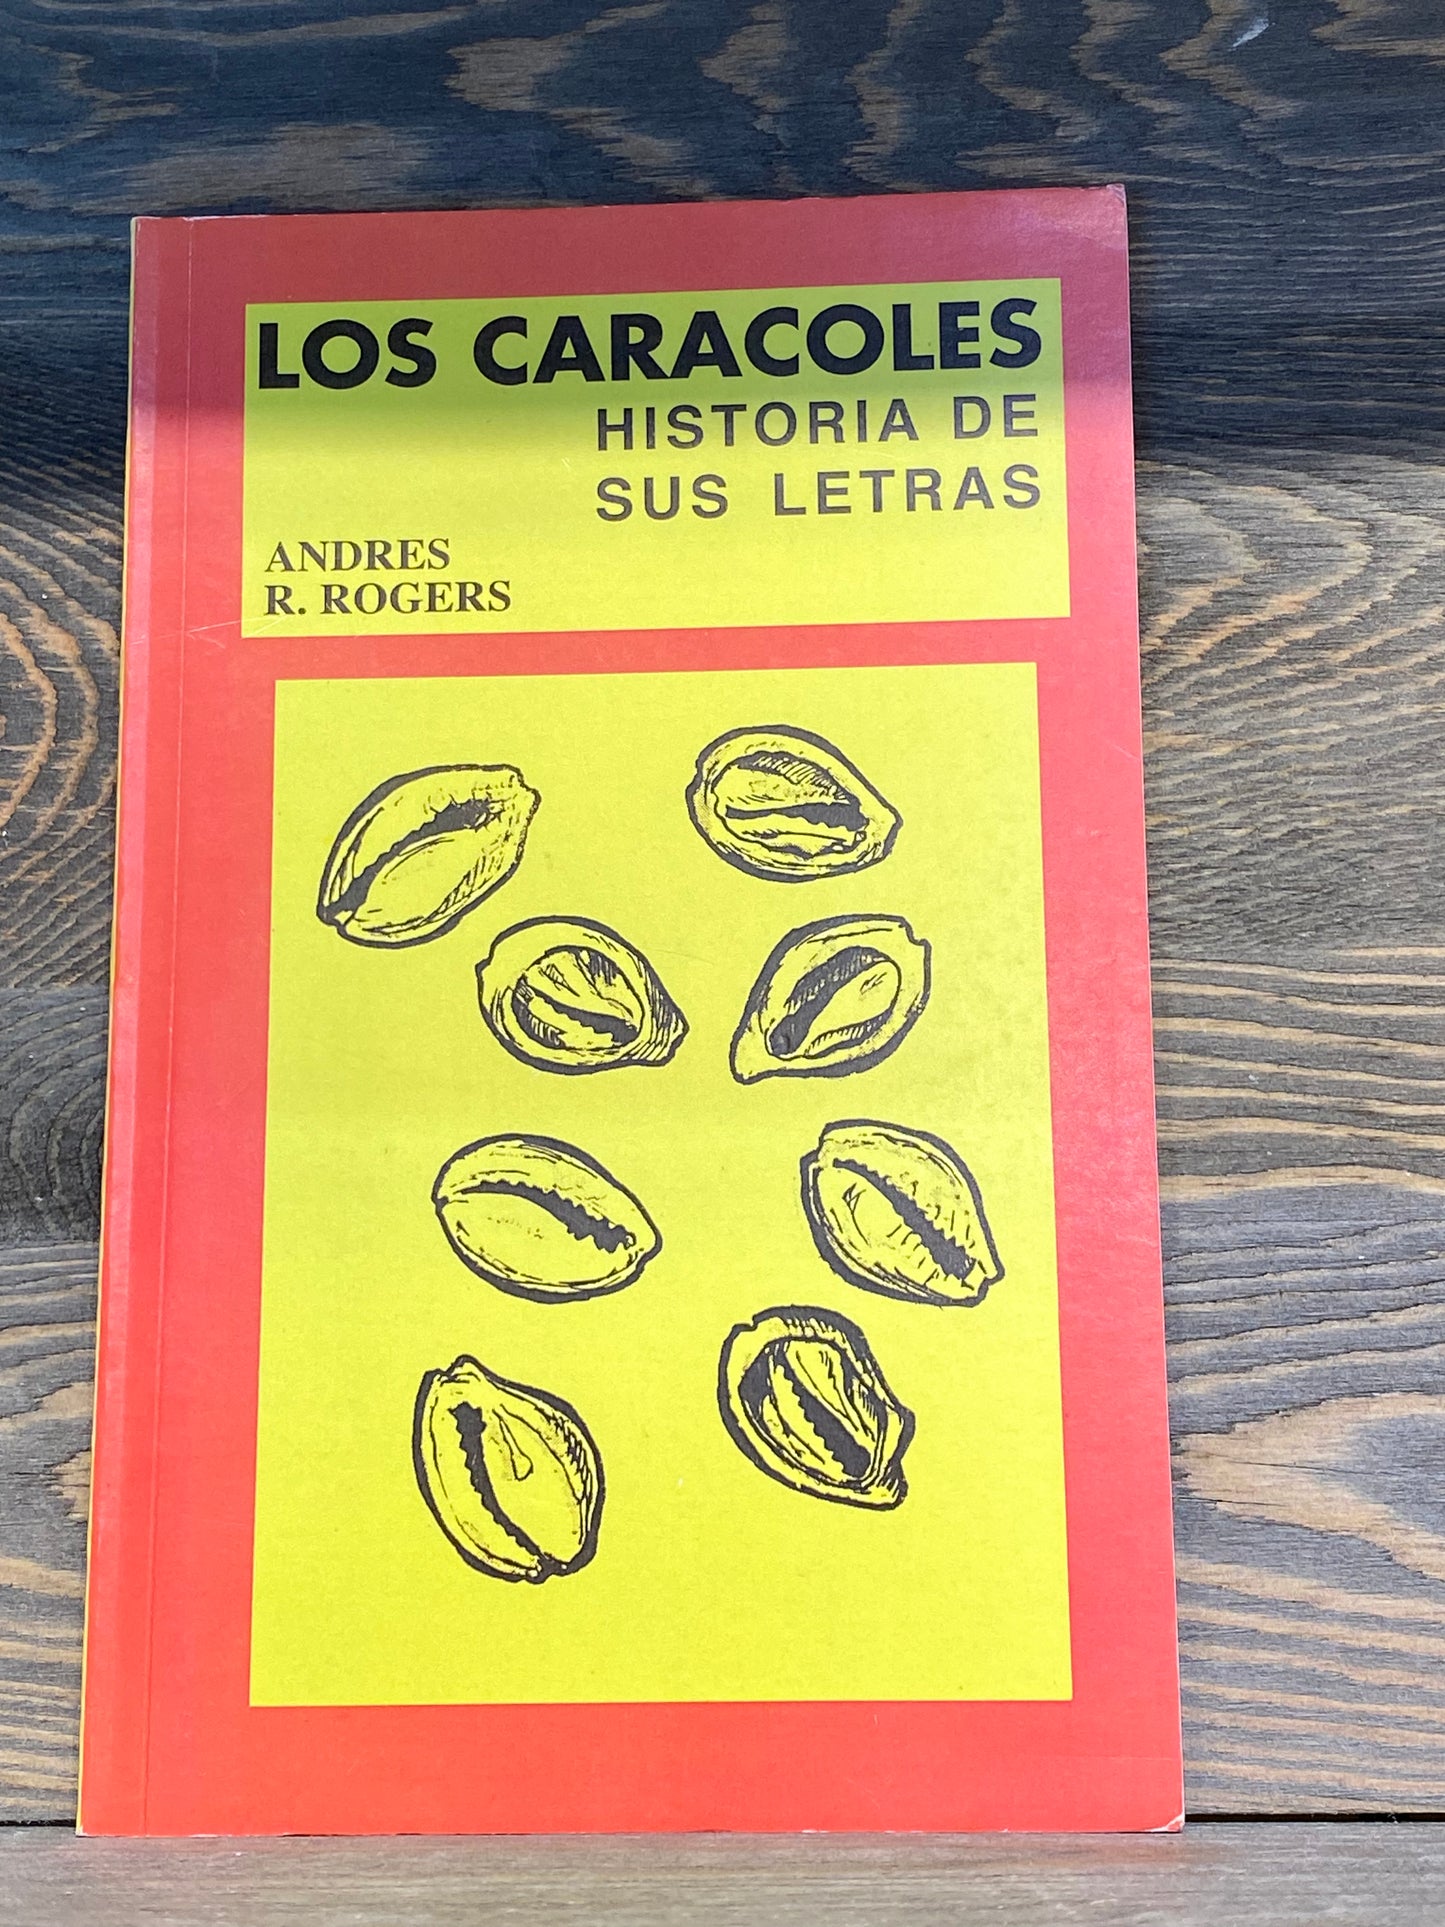 LOS CARACOLES
HISTORIA DE
SUS LETRAS
ANDRES
R. ROGERS